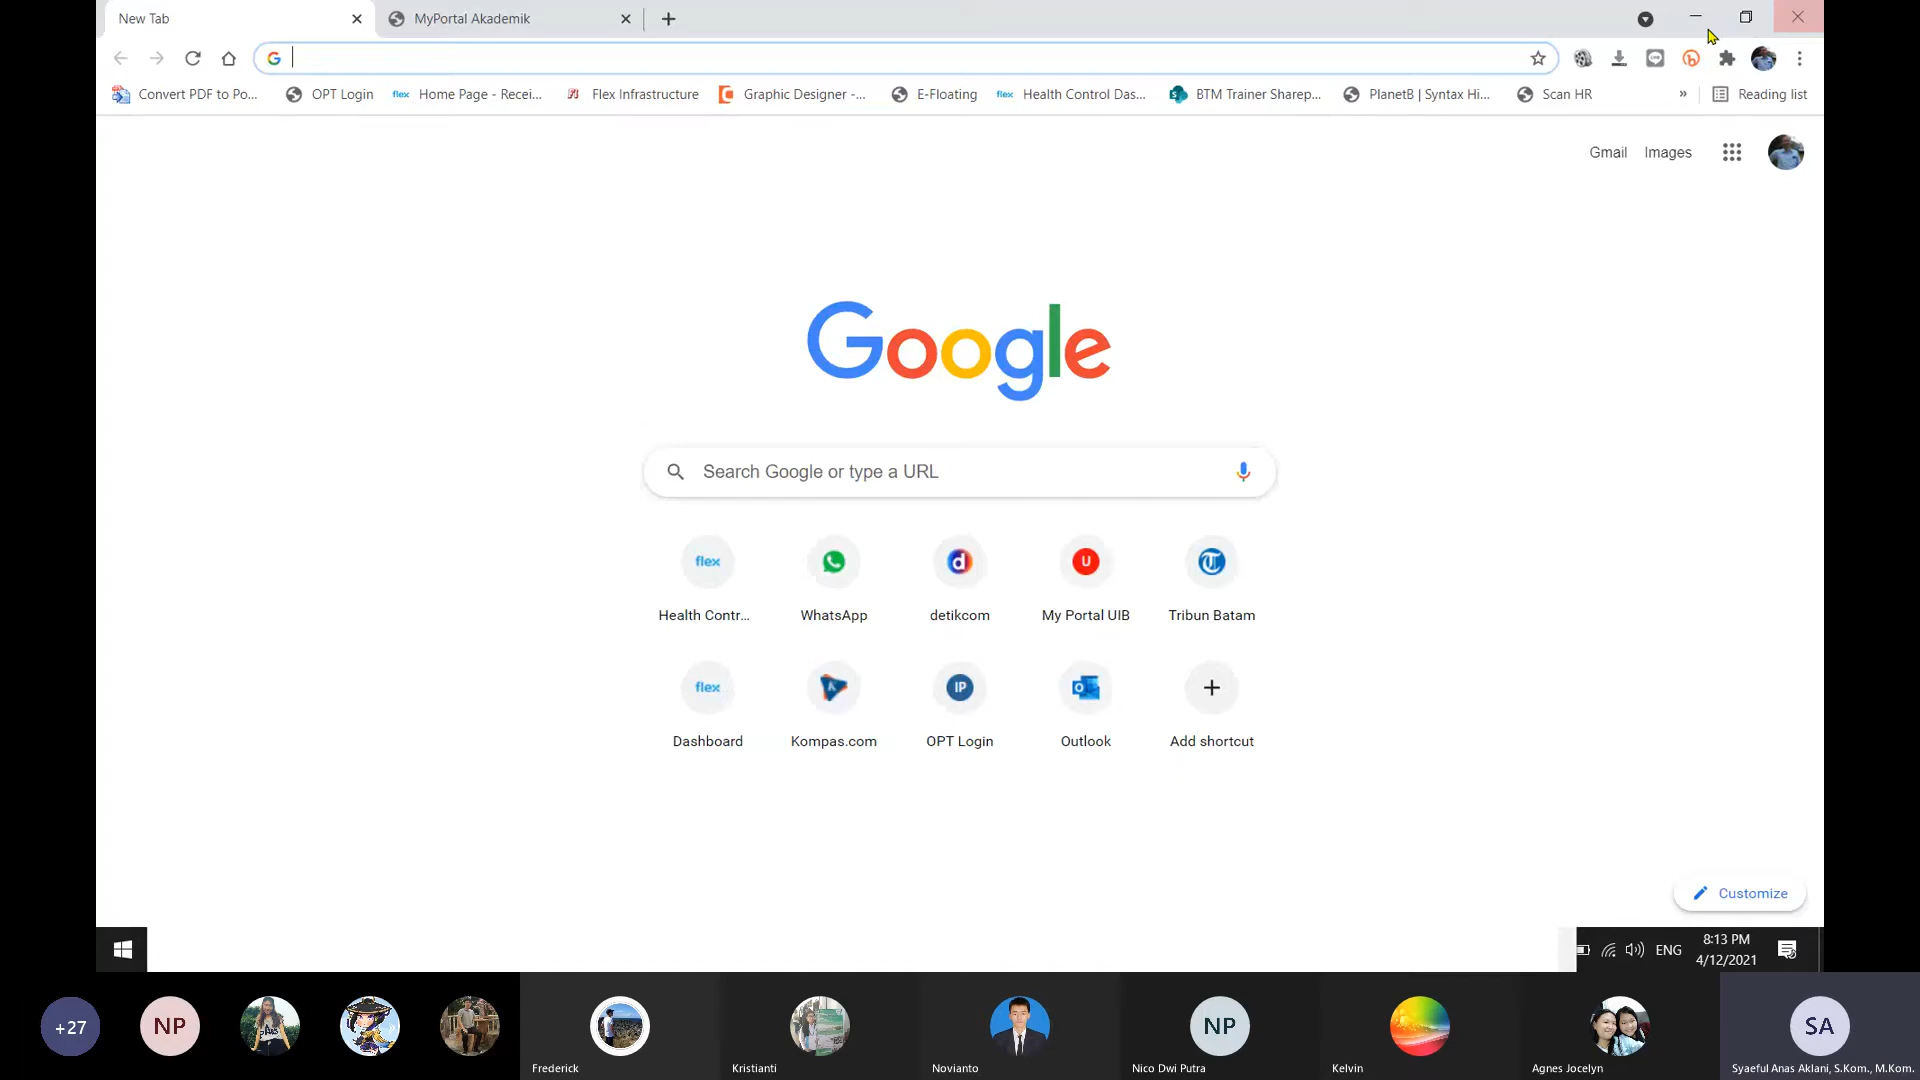 New Tab
MyPortal Akademik
Convert PDF to Po...
OPT Login
flex Home Page - Recei...
Flex Infrastructure
Graphic Designer -...
E-Floating
flex Health Control Das...
BTM Trainer Sharep...
PlanetB | Syntax Hi...
Scan HR
»
Reading list
Gmail
Images
Google
Search Google or type a URL
flex
U
Health Contr...
WhatsApp
detikcom
My Portal UIB
Tribun Batam
flex
IP
Dashboard
Kompas.com
OPT Login
Outlook
Add shortcut
Customize
ENG
8:13 PM
4/12/2021
+27
NP
NP
SA
Frederick
Kristianti
Novianto
Nico Dwi Putra
Kelvin
Agnes Jocelyn
Syaeful Anas Aklani, S.Kom., M.Kom.